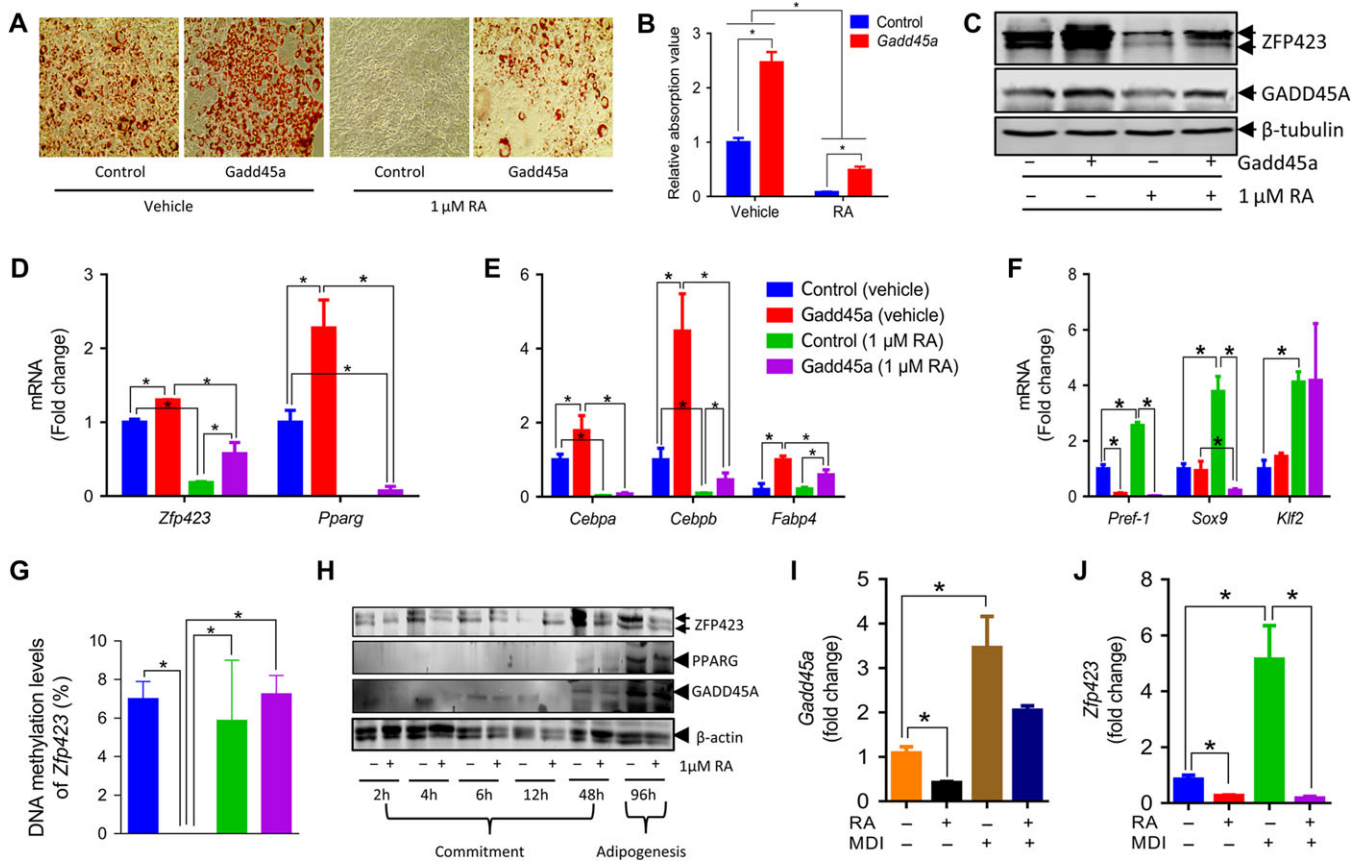 A
Control
Gadd45a
Control
Gadd45a
Vehicle
1 µM RA
B
Relative absorption value
3
2
1
0
*
*
*
Control
Gadd45a
Vehicle
RA
C
ZFP423
GADD45A
β-tubulin
– + – + Gadd45a
– – + + 1 µM RA
D
mRNA
(Fold change)
3
2
1
0
* * * *
* * *
Zfp423
Pparg
E
6
4
2
0
* * *
* * * *
* * *
Control (vehicle)
Gadd45a (vehicle)
Control (1 µM RA)
Gadd45a (1 µM RA)
Cebpa
Cebpb
Fabp4
F
mRNA
(Fold change)
8
6
4
2
0
* * *
* * *
*
Pref-1
Sox9
Klf2
G
DNA methylation levels
of Zfp423 (%)
10
8
6
4
2
0
* * *
H
ZFP423
PPARG
GADD45A
β-actin
– + – + – + – + – + – + 1µM RA
2h 4h 6h 12h 48h 96h
Commitment
Adipogenesis
I
Gadd45a
(fold change)
5
4
3
2
1
0
*
*
RA – + – +
MDI – – + +
J
Zfp423
(fold change)
8
6
4
2
0
* *
*
RA – + – +
MDI – – + +